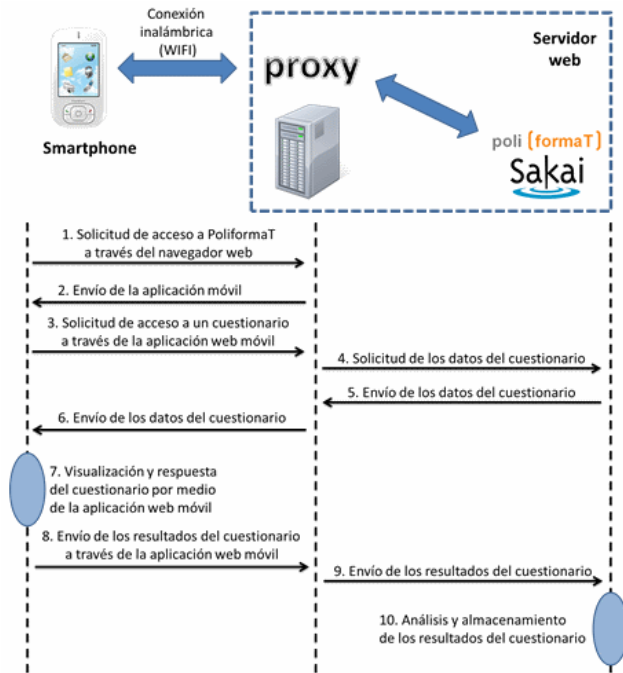 Conexión
inalámbrica
(WIFI)
Servidor
web
proxy
Smartphone
poli [formaT]
Sakai
1. Solicitud de acceso a PoliformaT
a través del navegador web
2. Envío de la aplicación móvil
3. Solicitud de acceso a un cuestionario
a través de la aplicación web móvil
4. Solicitud de los datos del cuestionario
5. Envío de los datos del cuestionario
6. Envío de los datos del cuestionario
7. Visualización y respuesta
del cuestionario por medio
de la aplicación web móvil
8. Envío de los resultados del cuestionario
a través de la aplicación web móvil
9. Envío de los resultados del cuestionario
10. Análisis y almacenamiento
de los resultados del cuestionario